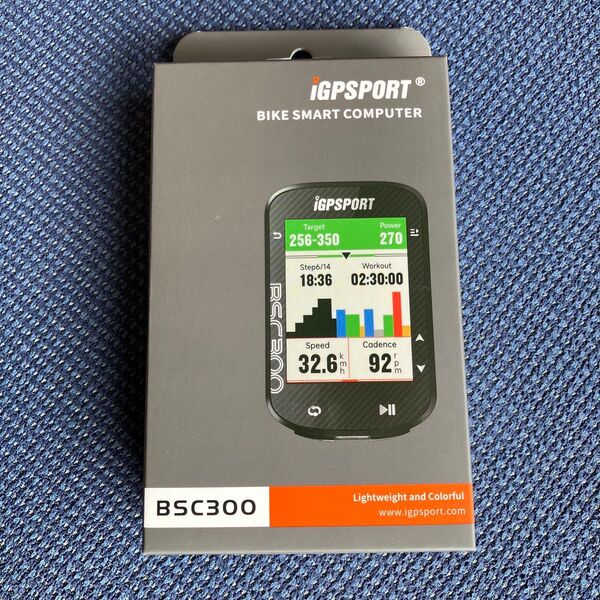 iGPSPORT®
BIKE SMART COMPUTER
iGPSPORT
Target Power
256-350 270
Step6/14 Workout
18:36 02:30:00
BSC300
Speed Cadence
32.6 km/h 92 rpm
BSC300
Lightweight and Colorful
www.igpsport.com